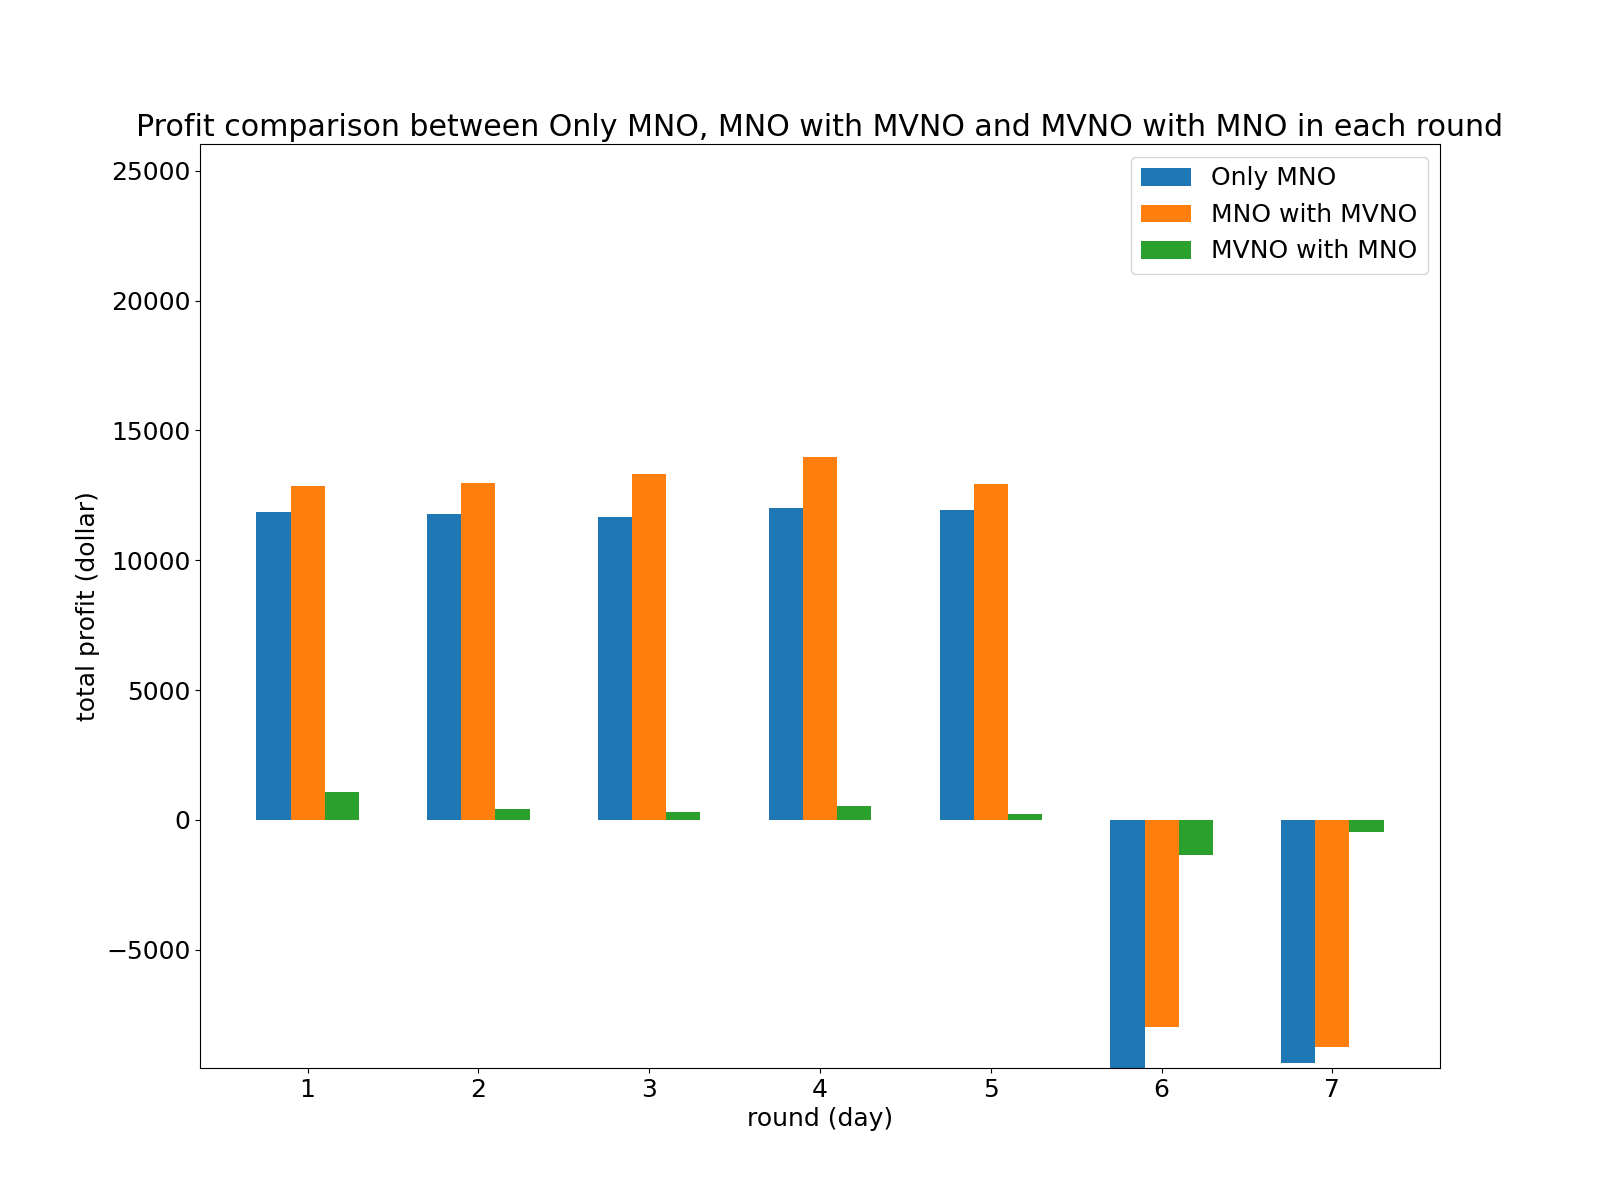 Profit comparison between Only MNO, MNO with MVNO and MVNO with MNO in each round
25000
20000
15000
10000
5000
0
−5000
total profit (dollar)
Only MNO
MNO with MVNO
MVNO with MNO
1 2 3 4 5 6 7
round (day)